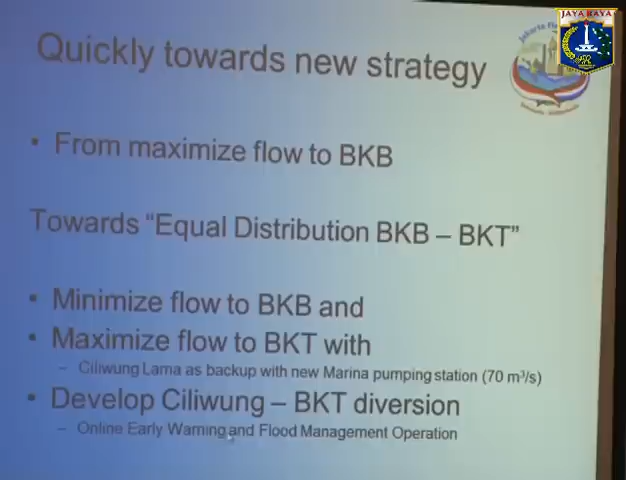 JAYA RAYA
Quickly towards new strategy
• From maximize flow to BKB
Towards “Equal Distribution BKB – BKT”
• Minimize flow to BKB and
• Maximize flow to BKT with
– Ciliwung Lama as backup with new Marina pumping station (70 m³/s)
• Develop Ciliwung – BKT diversion
– Online Early Warning and Flood Management Operation